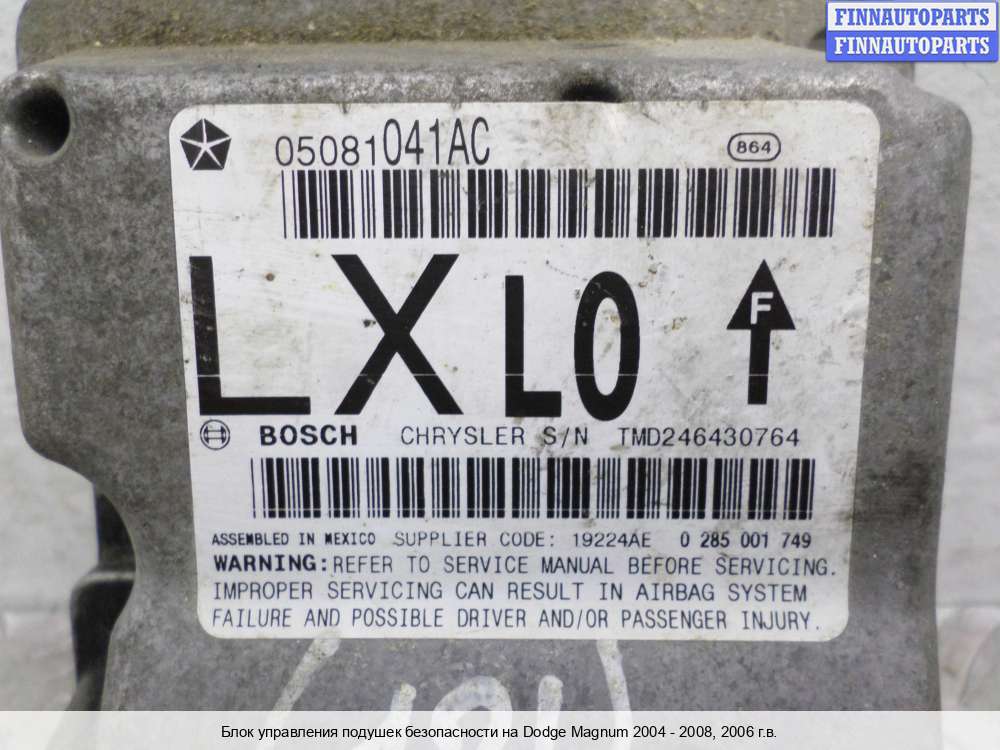 FINNAUTOPARTS
FINNAUTOPARTS
05081041AC
864
LX LO F
BOSCH CHRYSLER S/N TMD246430764
ASSEMBLED IN MEXICO SUPPLIER CODE: 19224AE 0 285 001 749
WARNING: REFER TO SERVICE MANUAL BEFORE SERVICING.
IMPROPER SERVICING CAN RESULT IN AIRBAG SYSTEM
FAILURE AND POSSIBLE DRIVER AND/OR PASSENGER INJURY.
Блок управления подушек безопасности на Dodge Magnum 2004 - 2008, 2006 г.в.